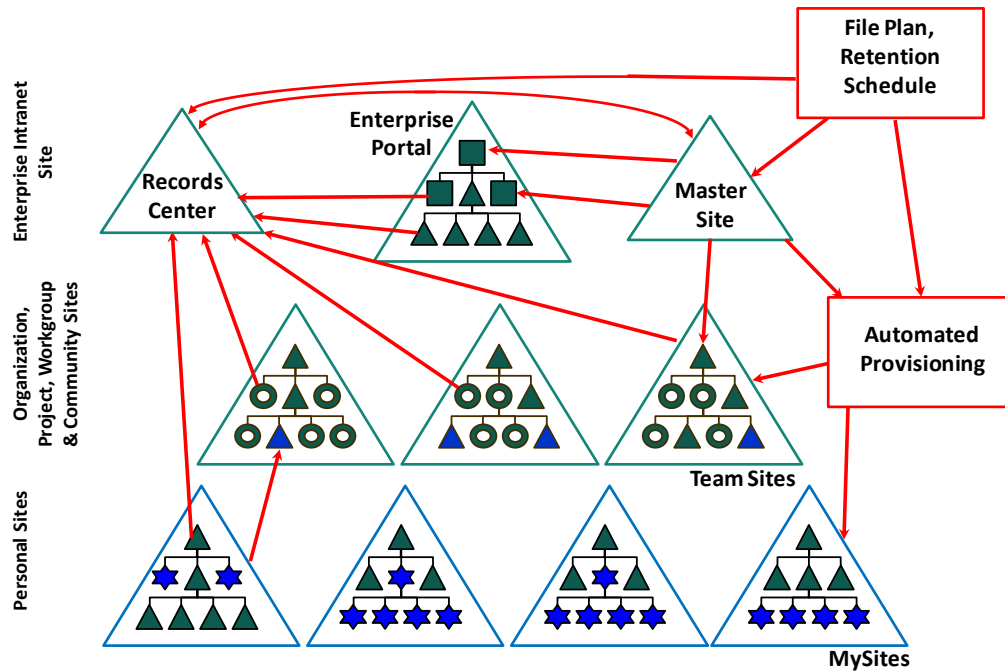 File Plan,
Retention
Schedule
Enterprise Intranet
Site
Enterprise
Portal
Records
Center
Master
Site
Organization,
Project, Workgroup
& Community Sites
Automated
Provisioning
Team Sites
Personal Sites
MySites